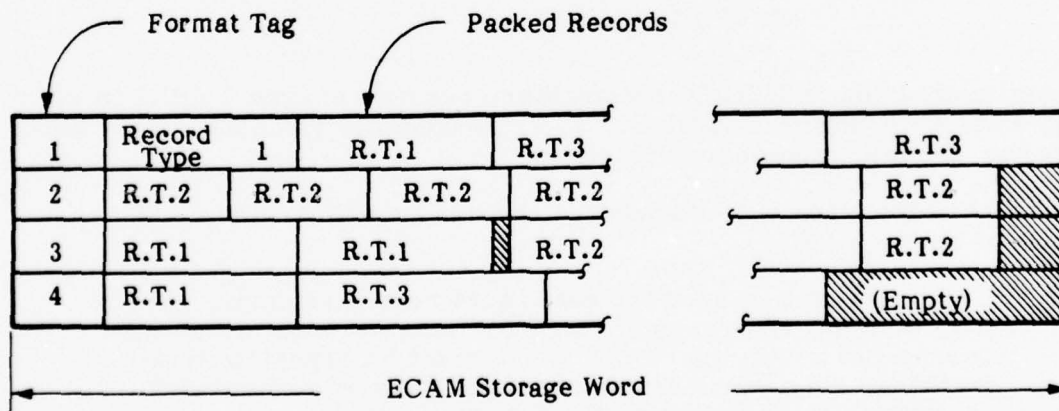 Format Tag
Packed Records
1 Record Type 1 R.T.1 R.T.3 R.T.3
2 R.T.2 R.T.2 R.T.2 R.T.2 R.T.2
3 R.T.1 R.T.1 R.T.2 R.T.2
4 R.T.1 R.T.3 (Empty)
ECAM Storage Word